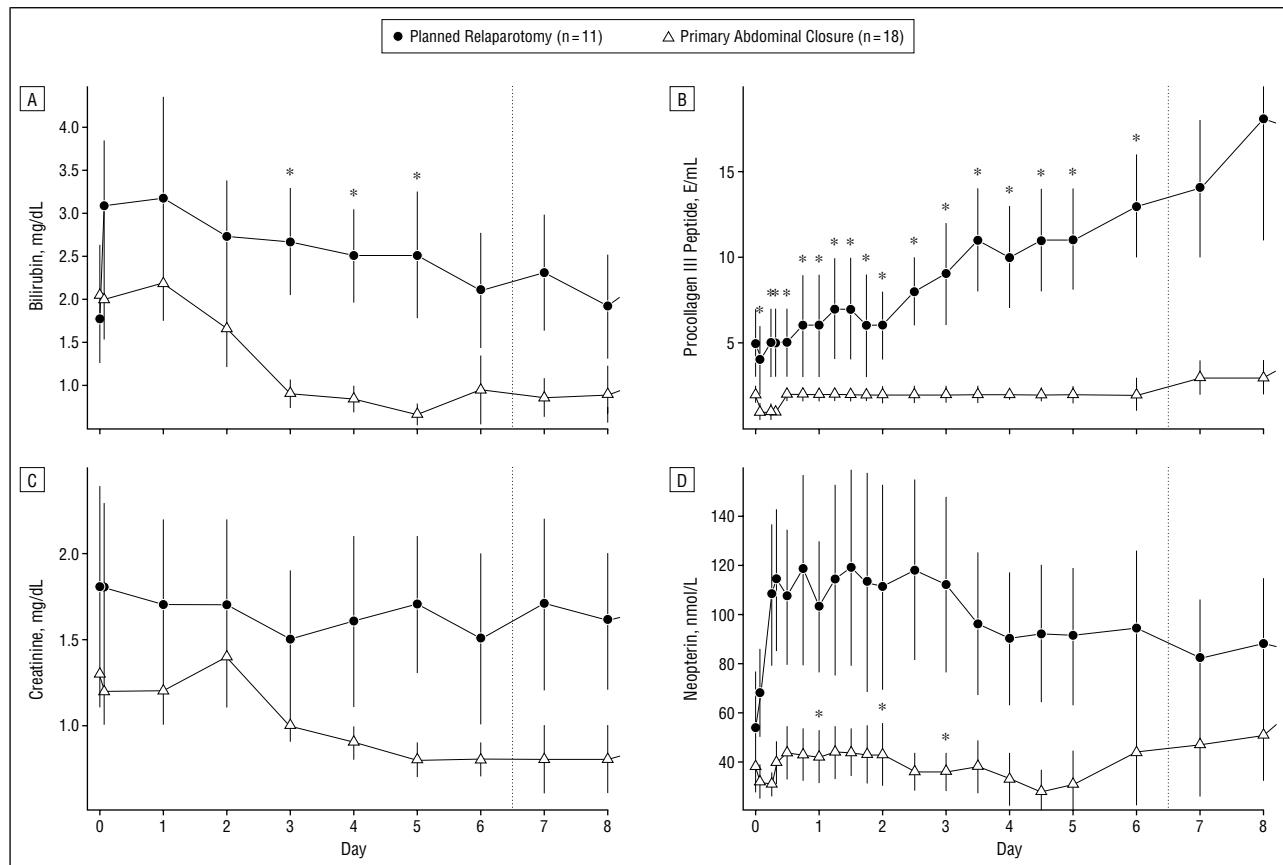 Planned Relaparotomy (n=11) Primary Abdominal Closure (n=18)
A
4.0
3.5
3.0
2.5
2.0
1.5
1.0
Bilirubin, mg/dL
* * *
B
15
10
5
Procollagen III Peptide, E/mL
* * * * * * * * * * * * * * * * *
C
2.0
1.5
1.0
Creatinine, mg/dL
0 1 2 3 4 5 6 7 8
Day
D
140
120
100
80
60
40
Neopterin, nmol/L
* * *
0 1 2 3 4 5 6 7 8
Day